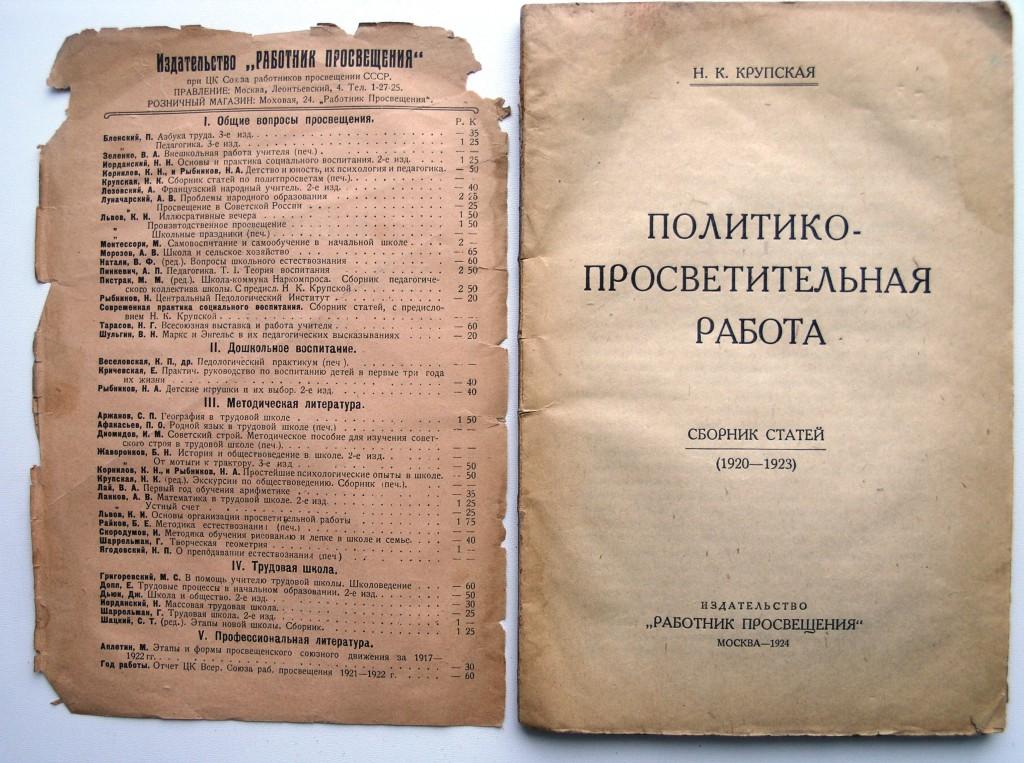 Издательство „РАБОТНИК ПРОСВЕЩЕНИЯ“
при ЦК Союза работников просвещения СССР.
ПРАВЛЕНИЕ: Москва, Леонтьевский, 4. Тел. 1-27-25.
РОЗНИЧНЫЙ МАГАЗИН: Моховая, 24. „Работник Просвещения“.
I. Общие вопросы просвещения. Р. К
Блонский, П. Азбука труда. 3-е изд. — 35
„ Педагогика. 3-е изд. 1 25
Зеленко, В. А. Внешкольная работа учителя (печ.) — —
Иорданский, Н. Н. Основы и практика социального воспитания. 2-е изд. 1 25
Корнилов, К. Н., и Рыбников, Н. А. Детство и юность, их психология и педагогика. — 50
Крупская, Н. К. Сборник статей по политпросветам (печ.) — —
Лозовский, А. Французский народный учитель. 2-е изд. — 40
Луначарский, А. В. Проблемы народного образования 2 25
„ Просвещение в Советской России — 25
Львов, К. И. Иллюстративные вечера 1 50
„ Производственное просвещение 1 50
„ Школьные праздники (печ.) — —
Монтессори, М. Самовоспитание и самообучение в начальной школе 2 —
Морозов, А. В. Школа и сельское хозяйство — 65
Натали, В. Ф. (ред.). Вопросы школьного естествознания — 60
Пинкевич, А. П. Педагогика. Т. I. Теория воспитания 2 50
Пистрак, М. М. (ред.). Школа-коммуна Наркомпроса. Сборник педагогиче-
ского коллектива школы. С предисл. Н. К. Крупской 2 50
Рыбников, Н. Центральный Педологический Институт — 20
Современная практика социального воспитания. Сборник статей, с предисло-
вием Н. К. Крупской — —
Тарасов, Н. Г. Всесоюзная выставка и работа учителя — 60
Шульгин, В. Н. Маркс и Энгельс в их педагогических высказываниях — 20
II. Дошкольное воспитание.
Веселовская, К. П., др. Педологический практикум (печ). — —
Кричевская, Е. Практич. руководство по воспитанию детей в первые три года
их жизни — 40
Рыбников, Н. А. Детские игрушки и их выбор. 2-е изд. — 40
III. Методическая литература.
Аржанов, С. П. География в трудовой школе 1 50
Афанасьев, П. О. Родной язык в трудовой школе (печ.) — —
Диомидов, И. М. Советский строй. Методическое пособие для изучения совет-
ского строя в трудовой школе (печ.) — —
Жаворонков, Б. Н. История и обществоведение в школе. 2-е изд. — —
„ От мотыги к трактору. 3-е изд — 50
Корнилов, К. Н., и Рыбников, Н. А. Простейшие психологические опыты в школе. — 50
Крупская, Н. К. (ред.). Экскурсии по обществоведению. Сборник (печ.). — —
Лай, В. А. Первый год обучения арифметике — 35
Ланков, А. В. Математика в трудовой школе. 2-е изд. 1 25
„ Устный счет — 25
Львов, К. И. Основы организации просветительной работы 1 75
Райков, Б. Е. Методика естествознания (печ.) — —
Скородумов, И. Методика обучения рисованию и лепке в школе и семье. — 40
Шаррельман, Г. Творческая геометрия — —
Ягодовский, К. П. О преподавании естествознания (печ) 1 —
IV. Трудовая школа.
Григоревский, М. С. В помощь учителю трудовой школы. Школоведение — 60
Допп, Е. Трудовые процессы в начальном образовании. 2-е изд. — 50
Дьюи, Дж. Школа и общество. 2-е изд. — 30
Иорданский, Н. Массовая трудовая школа. — 25
Шаррельман, Г. Трудовая школа. 2-е изд. 1 —
Шацкий, С. Т. (ред.). Этапы новой школы. Сборник. 1 25
V. Профессиональная литература.
Аплетин, М. Этапы и формы просвещенского союзного движения за 1917—
1922 гг. — 30
Год работы. Отчет ЦК Всер. Союза раб. просвещения 1921—1922 г. — 60
Н. К. КРУПСКАЯ
ПОЛИТИКО-
ПРОСВЕТИТЕЛЬНАЯ
РАБОТА
СБОРНИК СТАТЕЙ
(1920—1923)
ИЗДАТЕЛЬСТВО
„РАБОТНИК ПРОСВЕЩЕНИЯ“
МОСКВА—1924